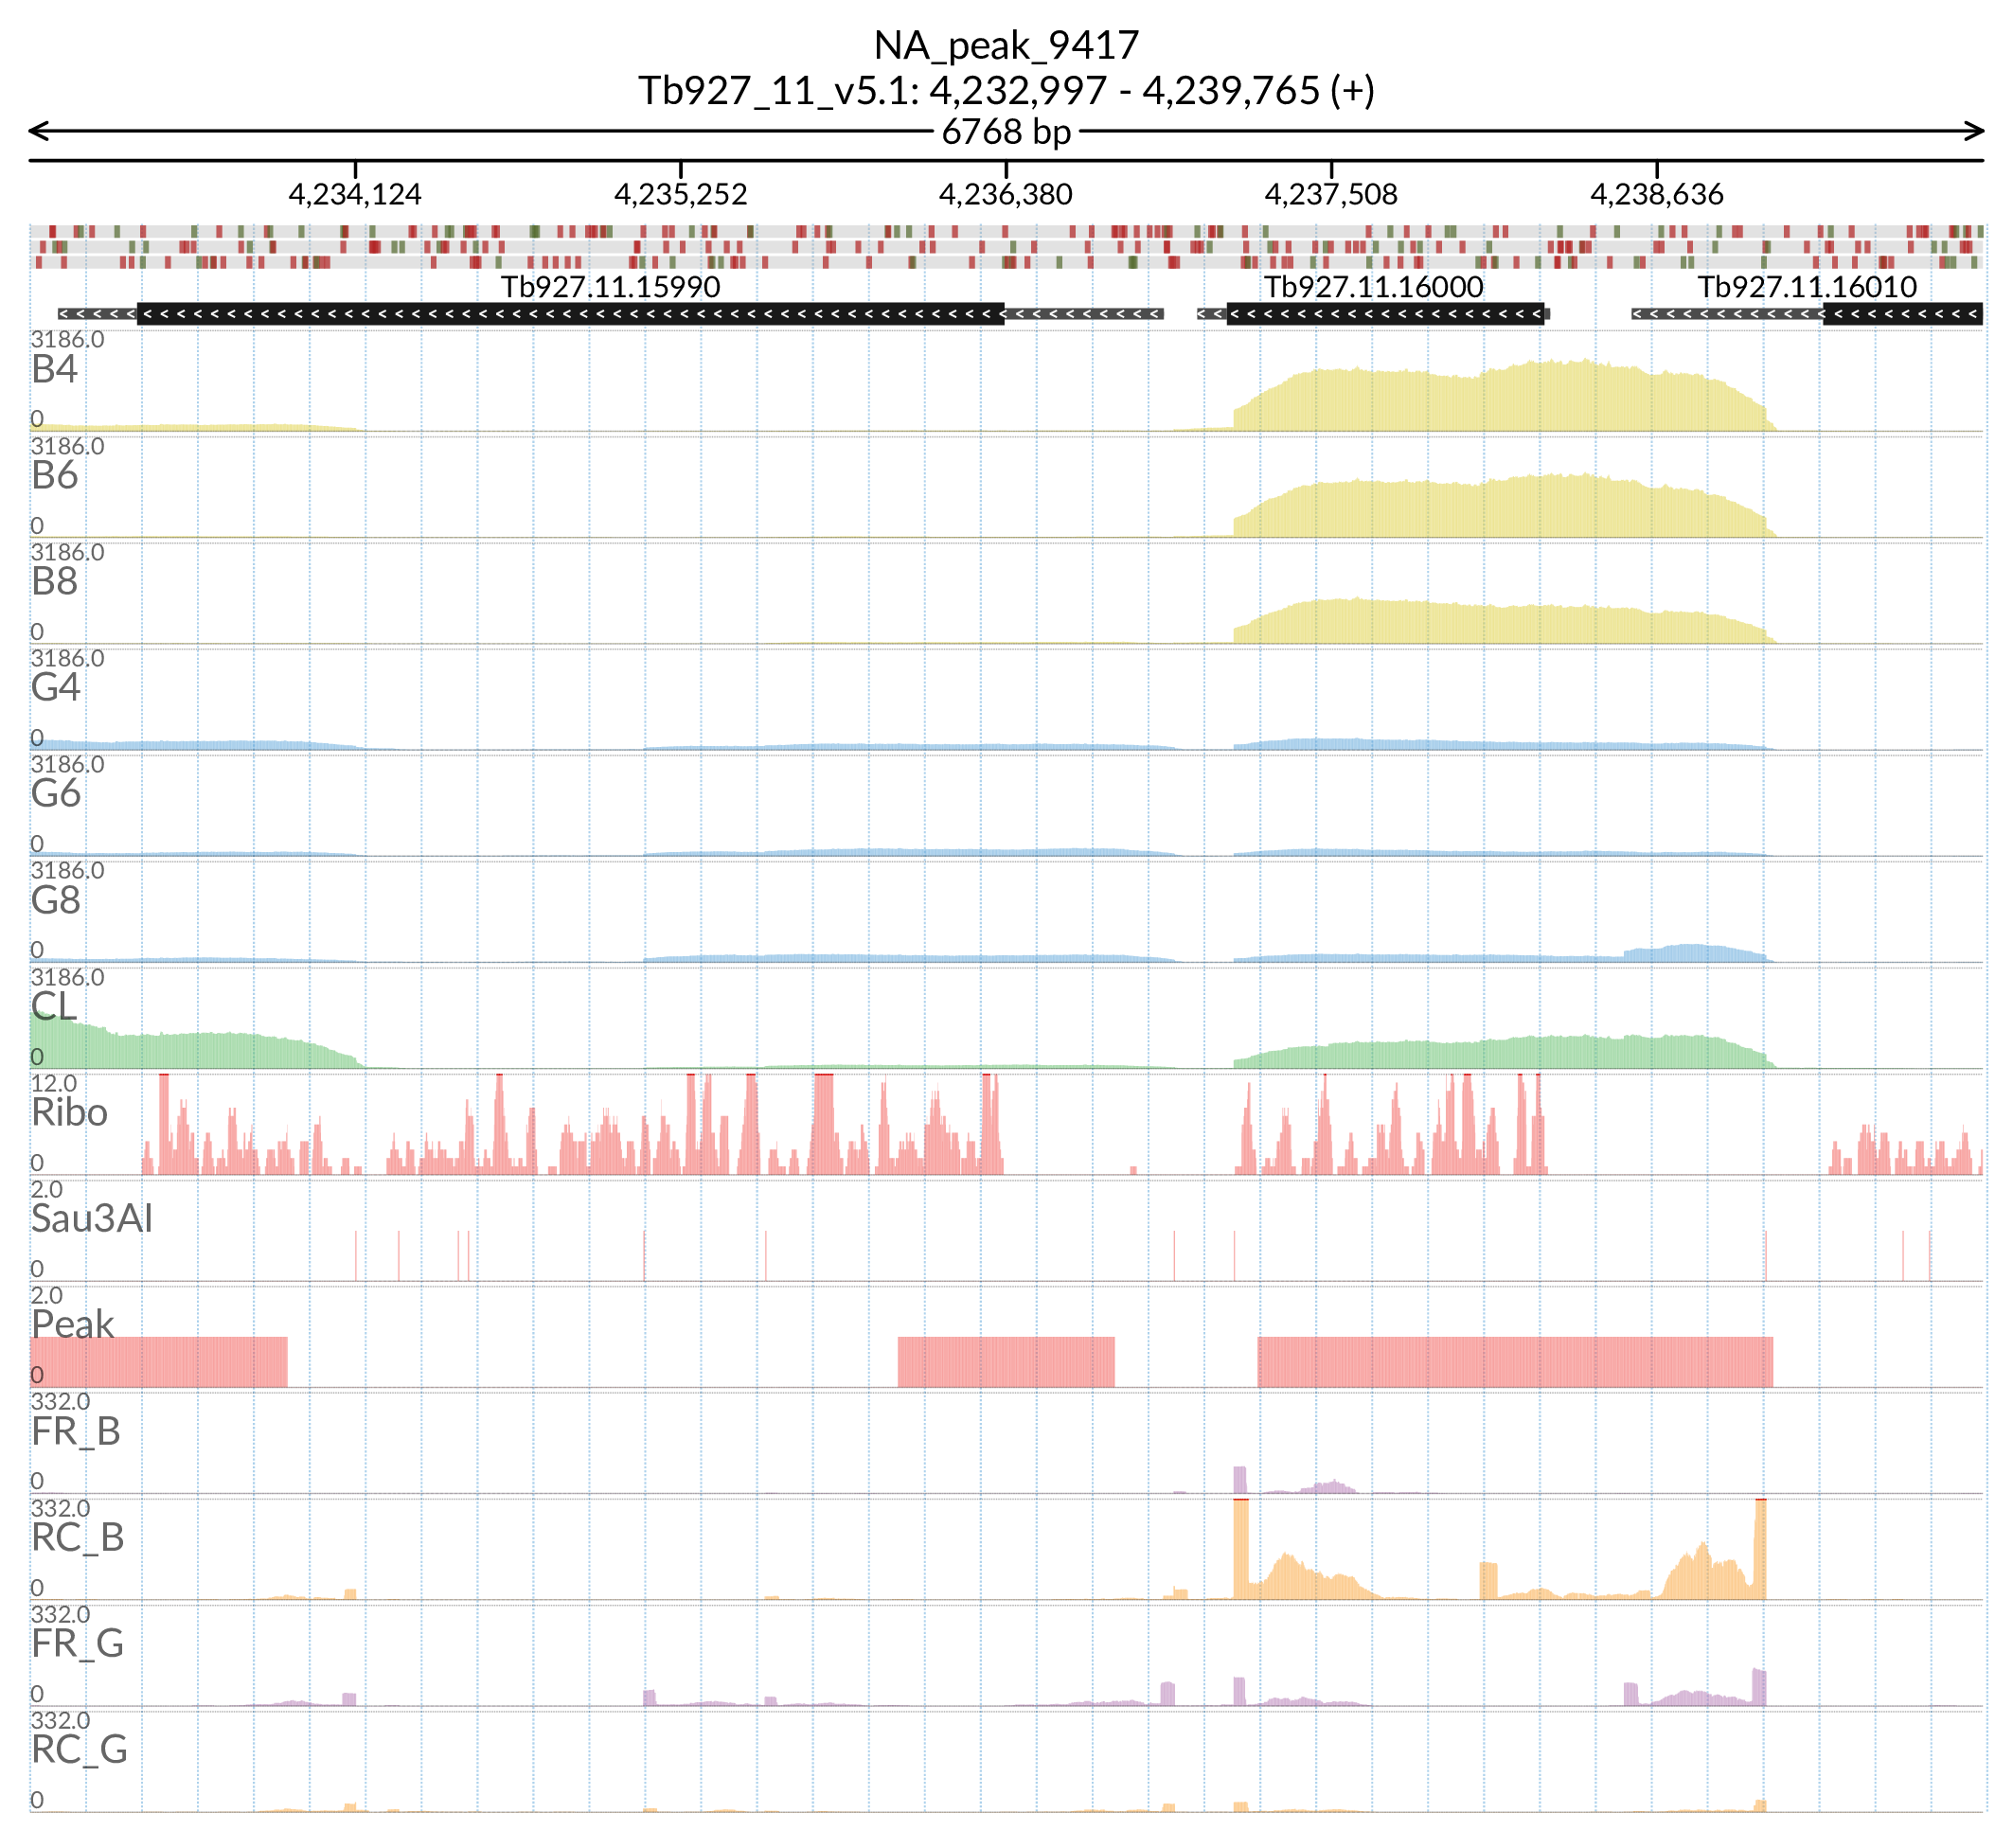 NA_peak_9417
Tb927_11_v5.1: 4,232,997 - 4,239,765 (+)
6768 bp
4,234,124 4,235,252 4,236,380 4,237,508 4,238,636
Tb927.11.15990 Tb927.11.16000 Tb927.11.16010
3186.0
B4
0
3186.0
B6
0
3186.0
B8
0
3186.0
G4
0
3186.0
G6
0
3186.0
G8
0
3186.0
CL
0
12.0
Ribo
0
2.0
Sau3AI
0
2.0
Peak
0
332.0
FR_B
0
332.0
RC_B
0
332.0
FR_G
0
332.0
RC_G
0